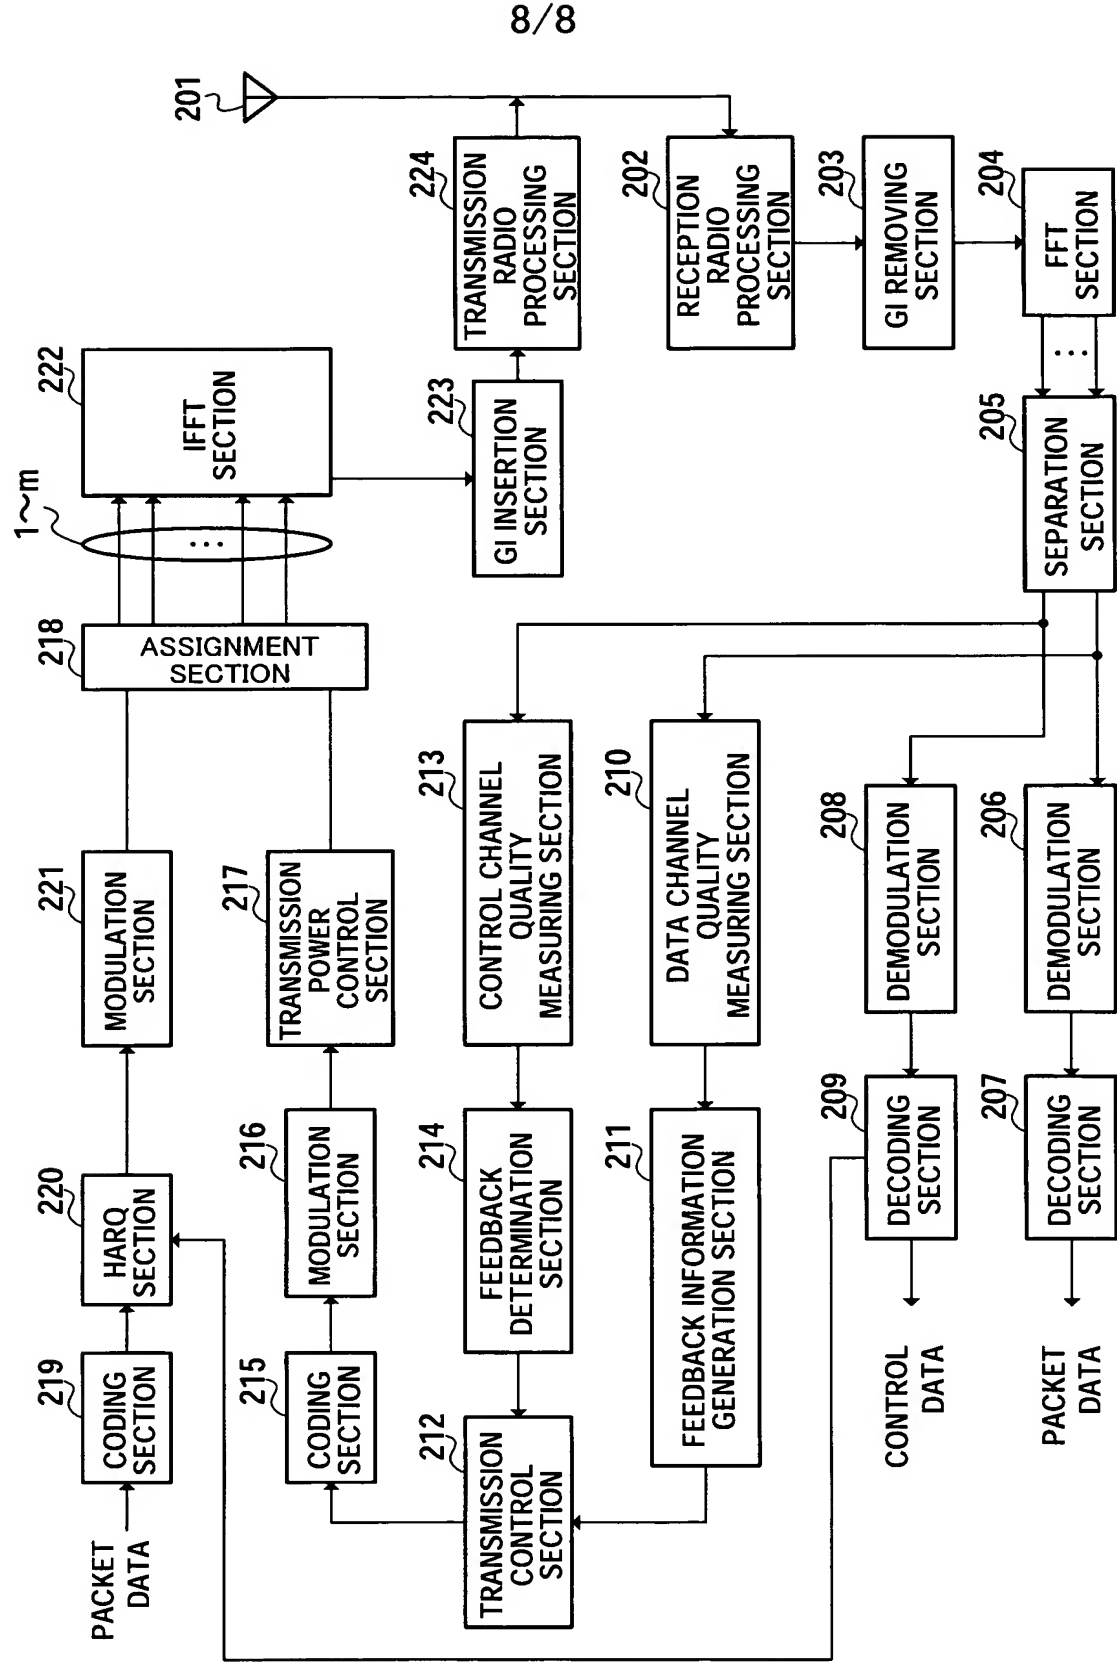 8/8
201
PACKET
DATA
219
CODING
SECTION
220
HARQ
SECTION
221
MODULATION
SECTION
218
ASSIGNMENT
SECTION
1~m
222
IFFT
SECTION
215
CODING
SECTION
216
MODULATION
SECTION
217
TRANSMISSION
POWER
CONTROL
SECTION
223
GI INSERTION
SECTION
224
TRANSMISSION
RADIO
PROCESSING
SECTION
212
TRANSMISSION
CONTROL
SECTION
214
FEEDBACK
DETERMINATION
SECTION
213
CONTROL CHANNEL
QUALITY
MEASURING SECTION
202
RECEPTION
RADIO
PROCESSING
SECTION
211
FEEDBACK INFORMATION
GENERATION SECTION
210
DATA CHANNEL
QUALITY
MEASURING SECTION
203
GI REMOVING
SECTION
CONTROL
DATA
209
DECODING
SECTION
208
DEMODULATION
SECTION
204
FFT
SECTION
PACKET
DATA
207
DECODING
SECTION
206
DEMODULATION
SECTION
205
SEPARATION
SECTION